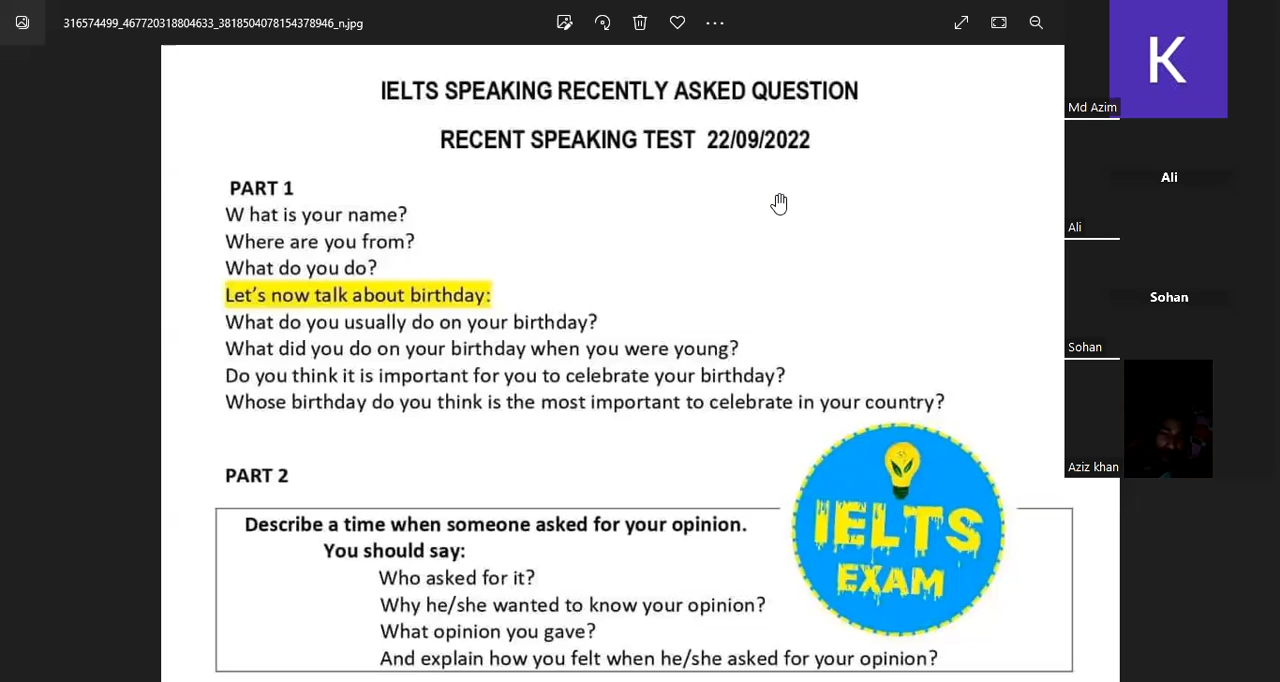 316574499_467720318804633_3818504078154378946_n.jpg
IELTS SPEAKING RECENTLY ASKED QUESTION
RECENT SPEAKING TEST 22/09/2022
PART 1
W hat is your name?
Where are you from?
What do you do?
Let's now talk about birthday:
What do you usually do on your birthday?
What did you do on your birthday when you were young?
Do you think it is important for you to celebrate your birthday?
Whose birthday do you think is the most important to celebrate in your country?
PART 2
Describe a time when someone asked for your opinion.
You should say:
Who asked for it?
Why he/she wanted to know your opinion?
What opinion you gave?
And explain how you felt when he/she asked for your opinion?
IELTS
EXAM
K
Md Azim
Ali
Ali
Sohan
Sohan
Aziz khan